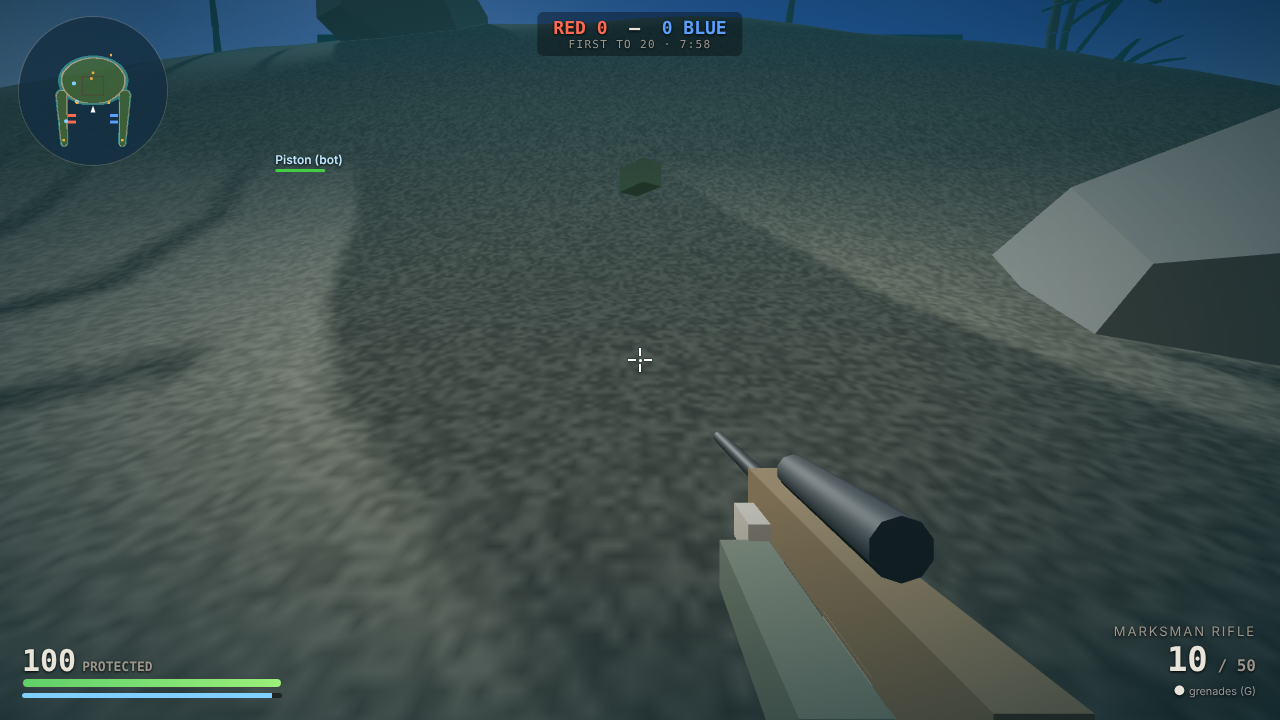 RED 0 — 0 BLUE
FIRST TO 20 · 7:58
Piston (bot)
100 PROTECTED
MARKSMAN RIFLE
10 / 50
grenades (G)